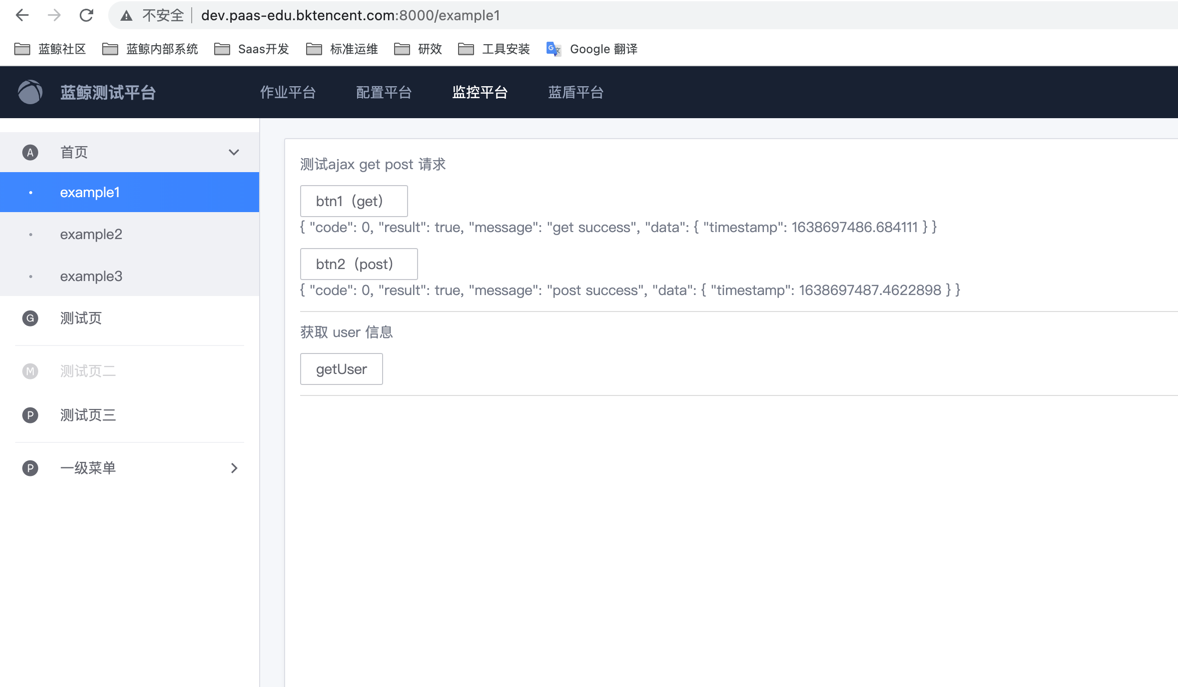 不安全 dev.paas-edu.bktencent.com:8000/example1
蓝鲸社区 蓝鲸内部系统 Saas开发 标准运维 研效 工具安装 Google 翻译
蓝鲸测试平台 作业平台 配置平台 监控平台 蓝盾平台
A 首页
example1
example2
example3
G 测试页
M 测试页二
P 测试页三
P 一级菜单
测试ajax get post 请求
btn1（get）
{ "code": 0, "result": true, "message": "get success", "data": { "timestamp": 1638697486.684111 } }
btn2（post）
{ "code": 0, "result": true, "message": "post success", "data": { "timestamp": 1638697487.4622898 } }
获取 user 信息
getUser